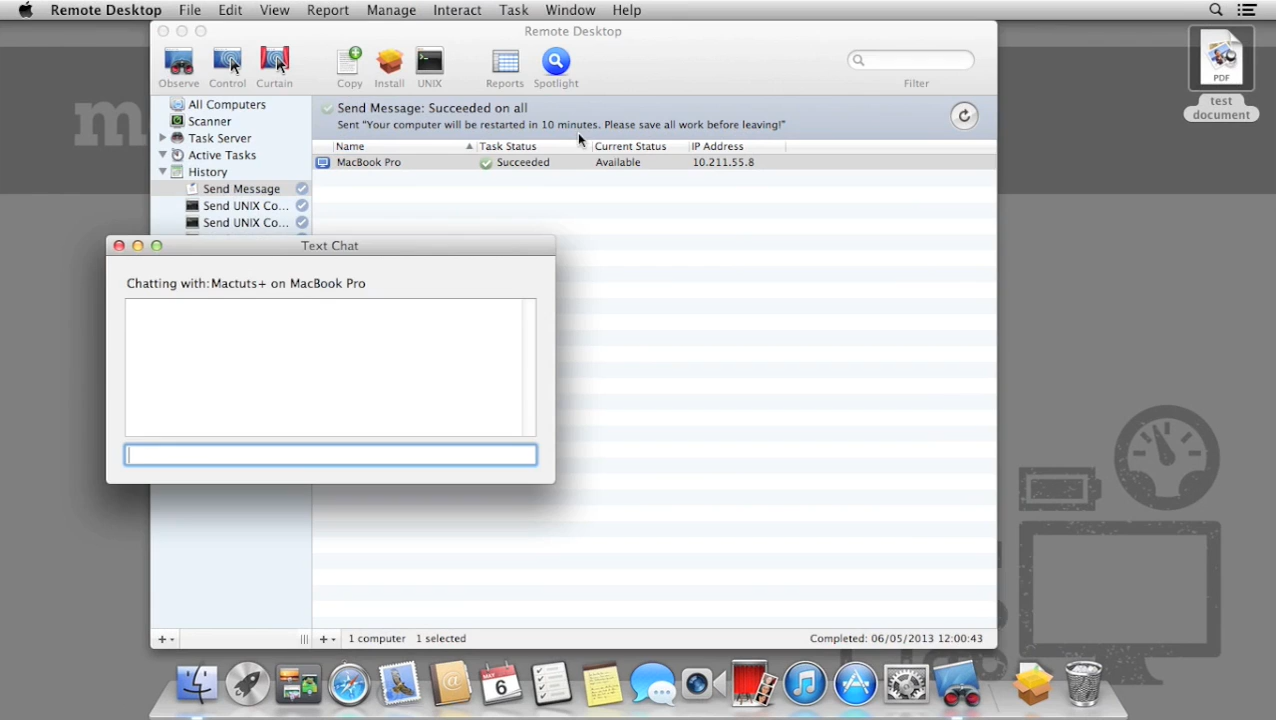 Remote Desktop File Edit View Report Manage Interact Task Window Help
Remote Desktop
Observe Control Curtain Copy Install UNIX Reports Spotlight Filter
PDF
test
document
All Computers
Scanner
Task Server
Active Tasks
History
Send Message
Send UNIX Co...
Send UNIX Co...
Send Message: Succeeded on all
Sent "Your computer will be restarted in 10 minutes. Please save all work before leaving!"
Name Task Status Current Status IP Address
MacBook Pro Succeeded Available 10.211.55.8
Text Chat
Chatting with: Mactuts+ on MacBook Pro
1 computer 1 selected Completed: 06/05/2013 12:00:43
MAY
6